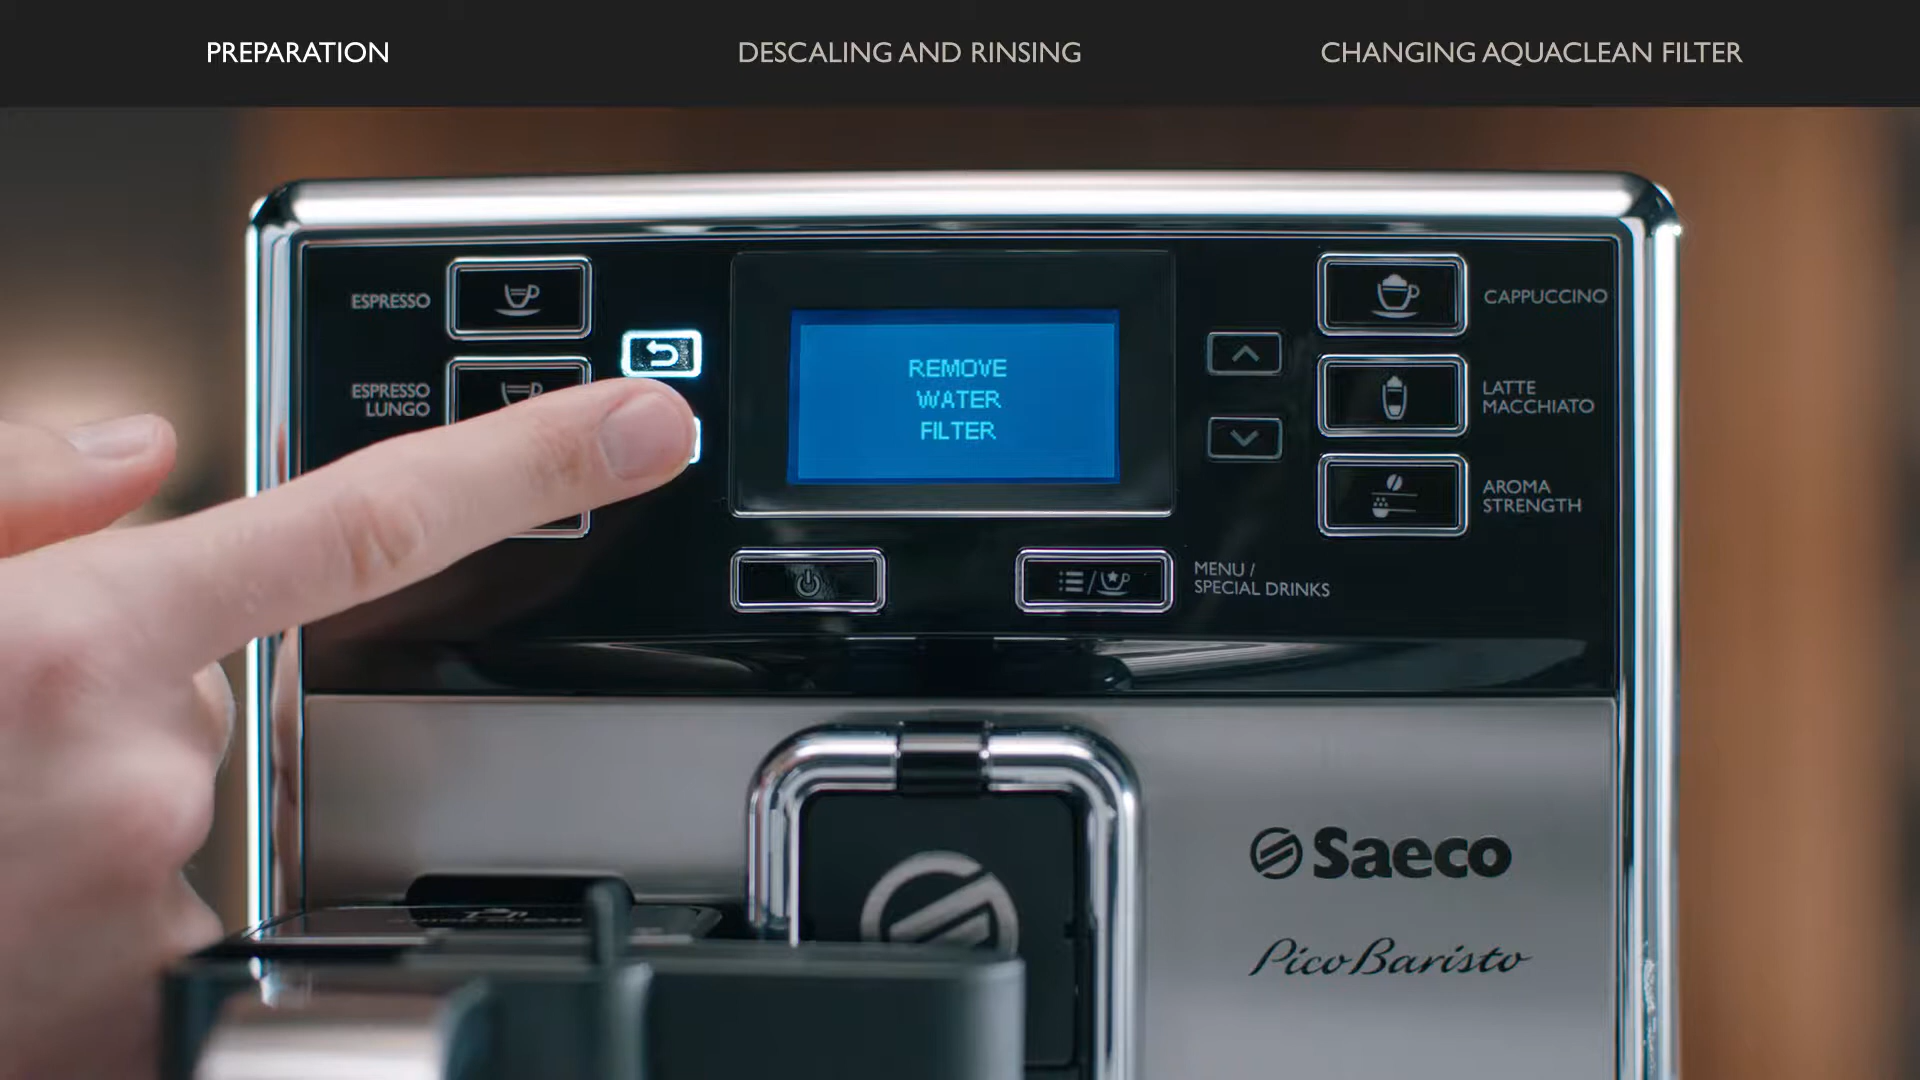 PREPARATION
DESCALING AND RINSING
CHANGING AQUACLEAN FILTER
ESPRESSO
CAPPUCCINO
REMOVE
WATER
FILTER
ESPRESSO
LUNGO
LATTE
MACCHIATO
AROMA
STRENGTH
MENU /
SPECIAL DRINKS
Saeco
PicoBaristo